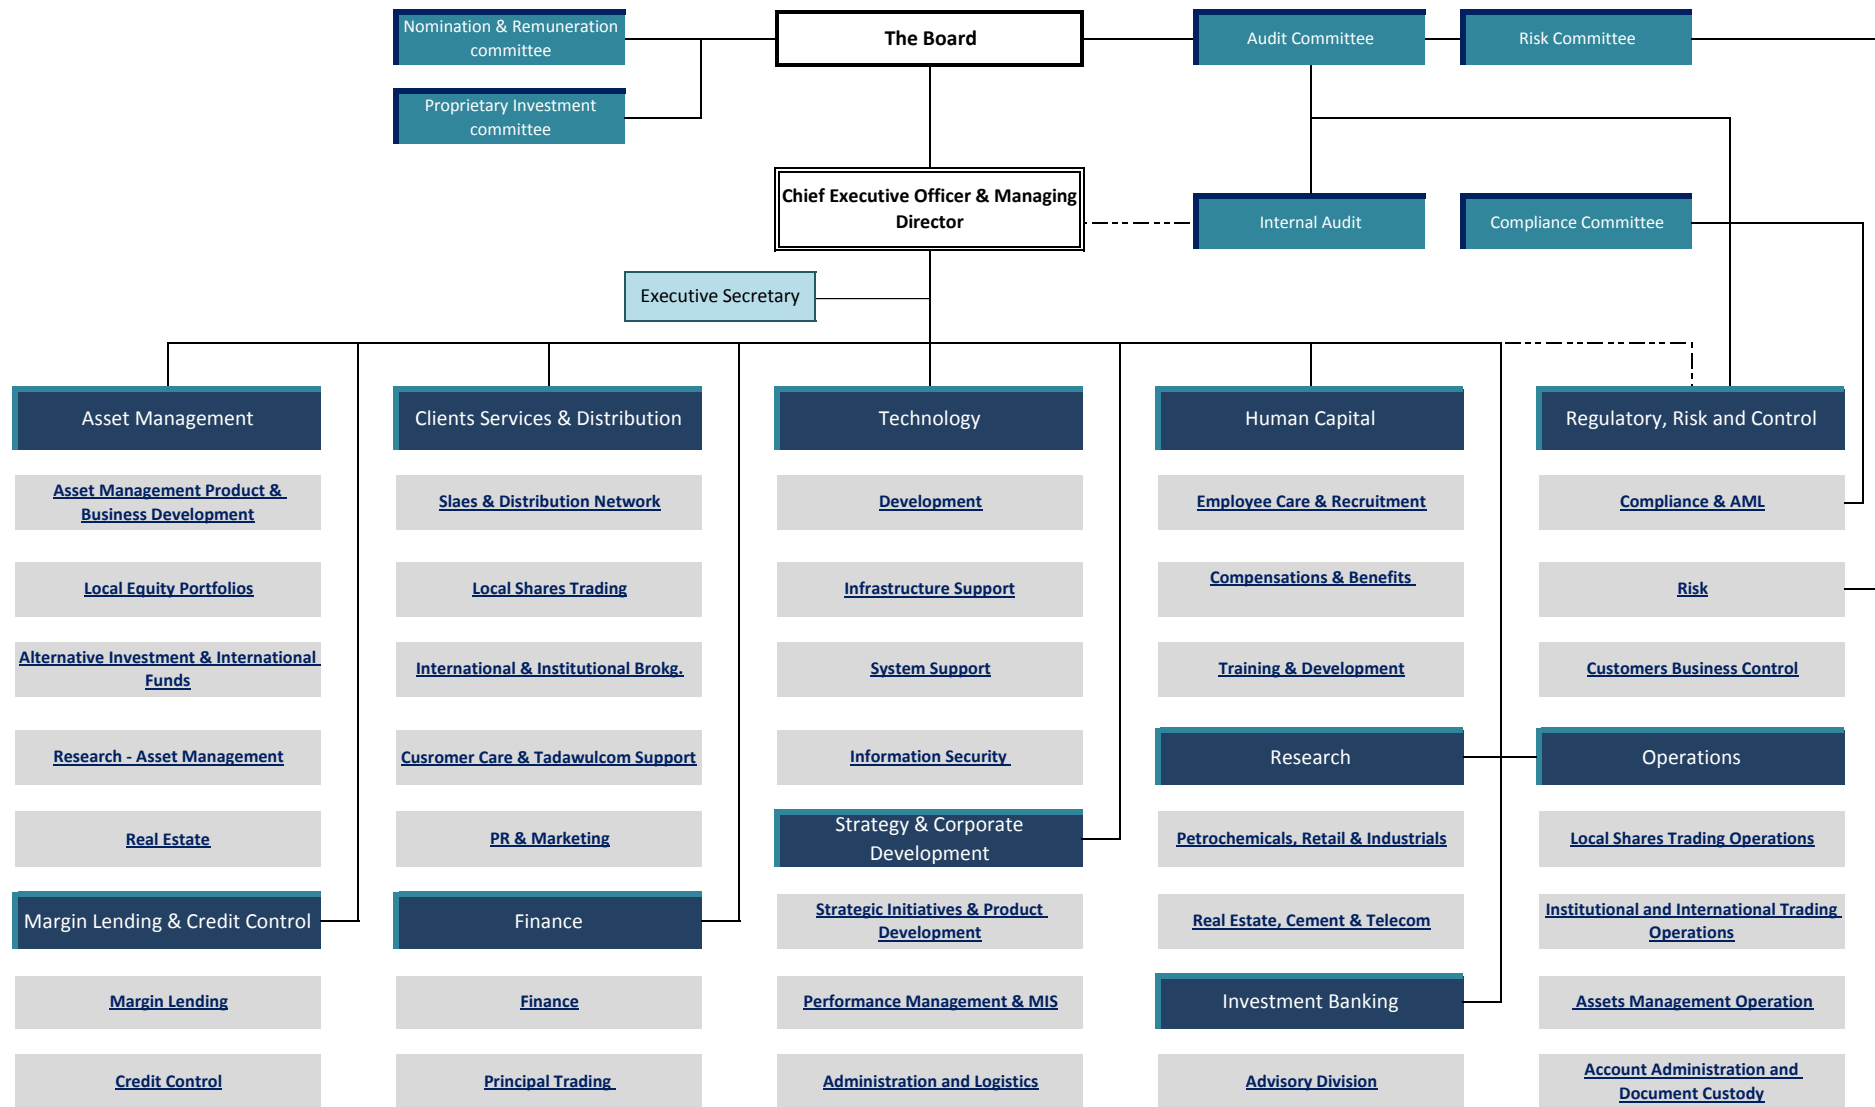 Nomination & Remuneration
committee
The Board
Audit Committee
Risk Committee
Proprietary Investment
committee
Chief Executive Officer & Managing
Director
Internal Audit
Compliance Committee
Executive Secretary
Asset Management
Clients Services & Distribution
Technology
Human Capital
Regulatory, Risk and Control
Asset Management Product &
Business Development
Slaes & Distribution Network
Development
Employee Care & Recruitment
Compliance & AML
Local Equity Portfolios
Local Shares Trading
Infrastructure Support
Compensations & Benefits
Risk
Alternative Investment & International
Funds
International & Institutional Brokg.
System Support
Training & Development
Customers Business Control
Research - Asset Management
Cusromer Care & Tadawulcom Support
Information Security
Research
Operations
Real Estate
PR & Marketing
Strategy & Corporate
Development
Petrochemicals, Retail & Industrials
Local Shares Trading Operations
Margin Lending & Credit Control
Finance
Strategic Initiatives & Product
Development
Real Estate, Cement & Telecom
Institutional and International Trading
Operations
Margin Lending
Finance
Performance Management & MIS
Investment Banking
Assets Management Operation
Credit Control
Principal Trading
Administration and Logistics
Advisory Division
Account Administration and
Document Custody